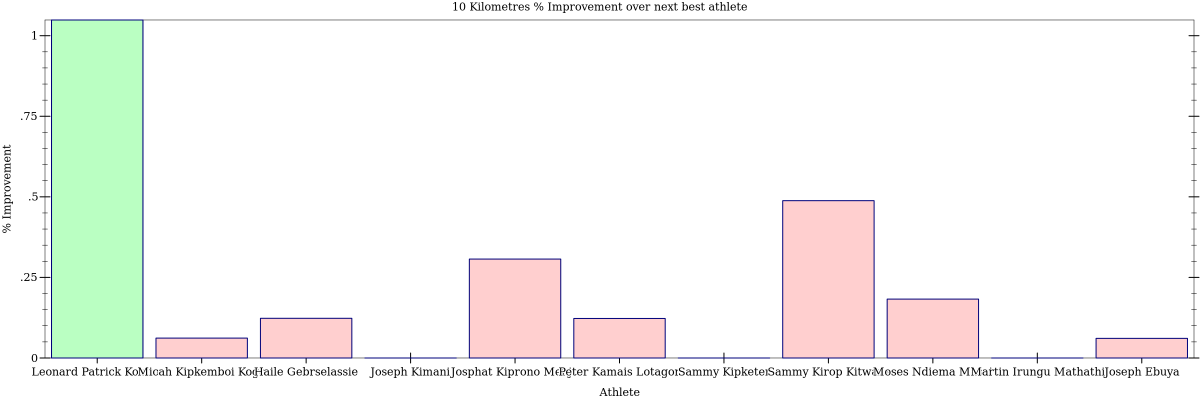 10 Kilometres % Improvement over next best athlete
% Improvement
1
.75
.5
.25
0
Leonard Patrick Ko Micah Kipkemboi Kog Haile Gebrselassie Joseph Kimani Josphat Kiprono Me Peter Kamais Lotagor Sammy Kipketer Sammy Kirop Kitwa Moses Ndiema M Martin Irungu Mathathi Joseph Ebuya
Athlete